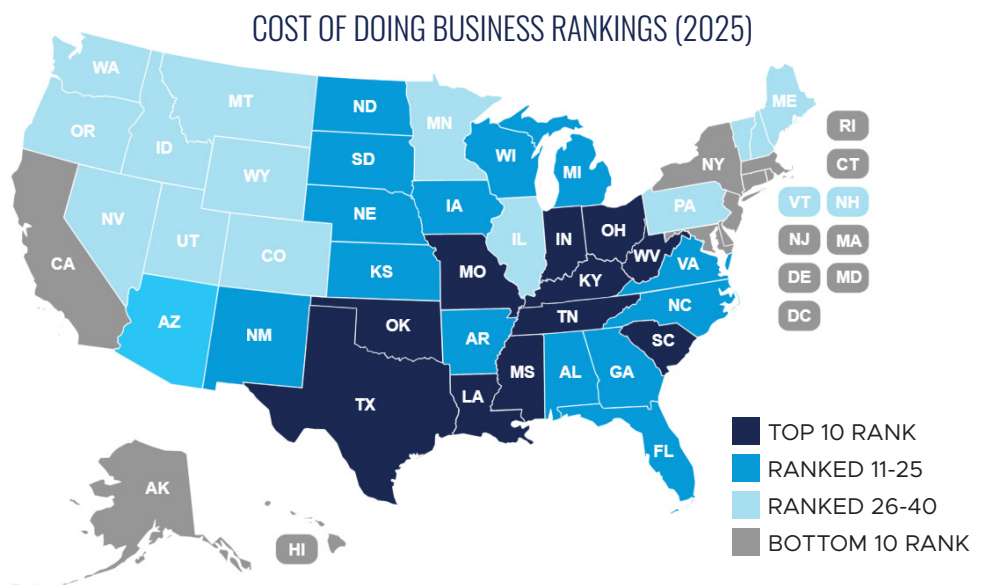 COST OF DOING BUSINESS RANKINGS (2025)
WA
MT
ND
MN
ME
OR
ID
SD
WI
MI
NY
RI
CT
WY
NE
IA
PA
VT
NH
NV
UT
CO
IL
IN
OH
NJ
MA
CA
KS
MO
WV
VA
KY
DE
MD
AZ
NM
OK
AR
TN
NC
DC
SC
TX
LA
MS
AL
GA
FL
AK
HI
TOP 10 RANK
RANKED 11-25
RANKED 26-40
BOTTOM 10 RANK